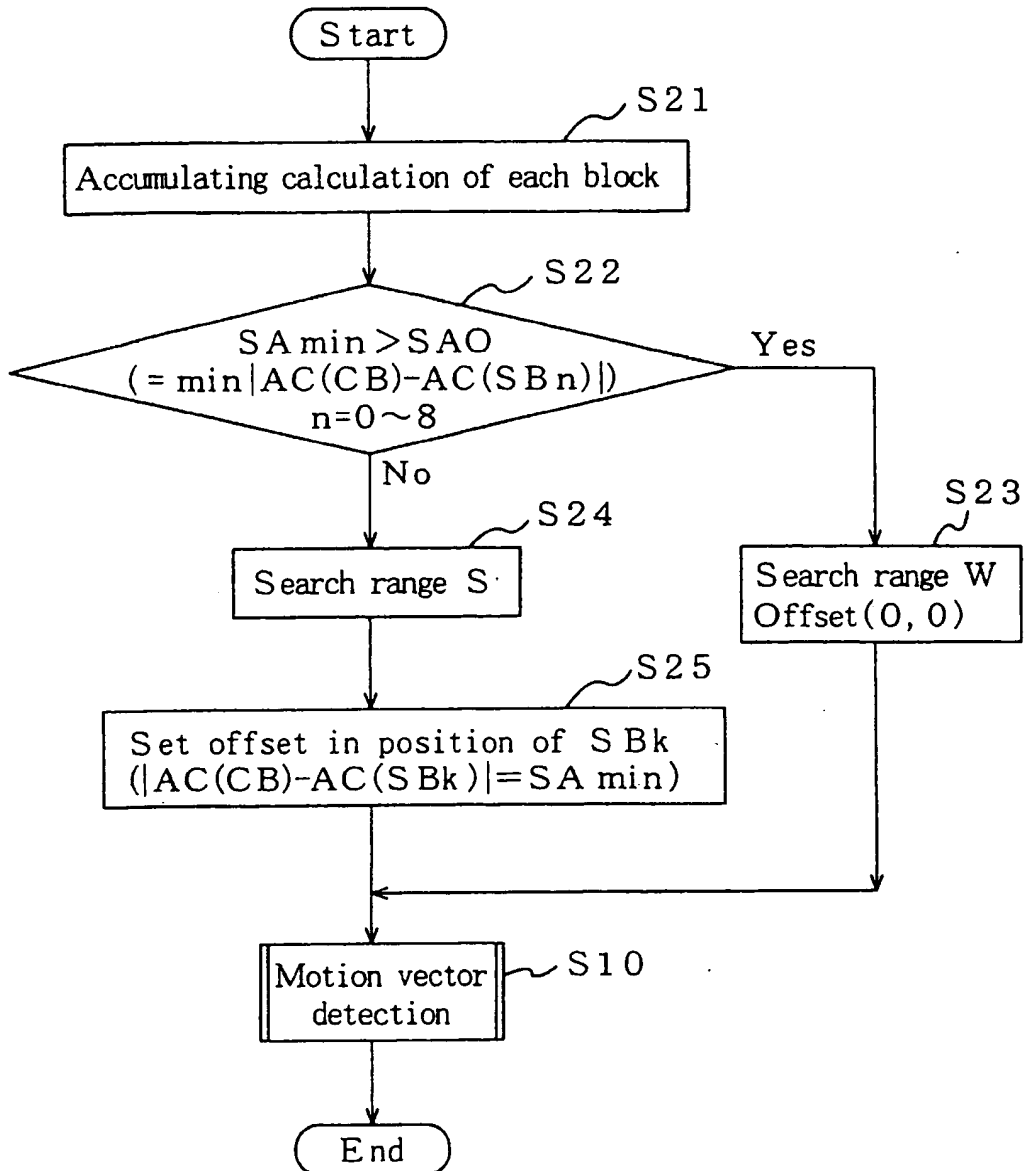 Start
S21
Accumulating calculation of each block
S22
SAmin>SAO
(=min|AC(CB)-AC(SBn)|)
n=0~8
Yes
No
S23
S24
Search range S
Search range W
Offset(0,0)
S25
Set offset in position of SBk
(|AC(CB)-AC(SBk)|=SAmin)
S10
Motion vector
detection
End